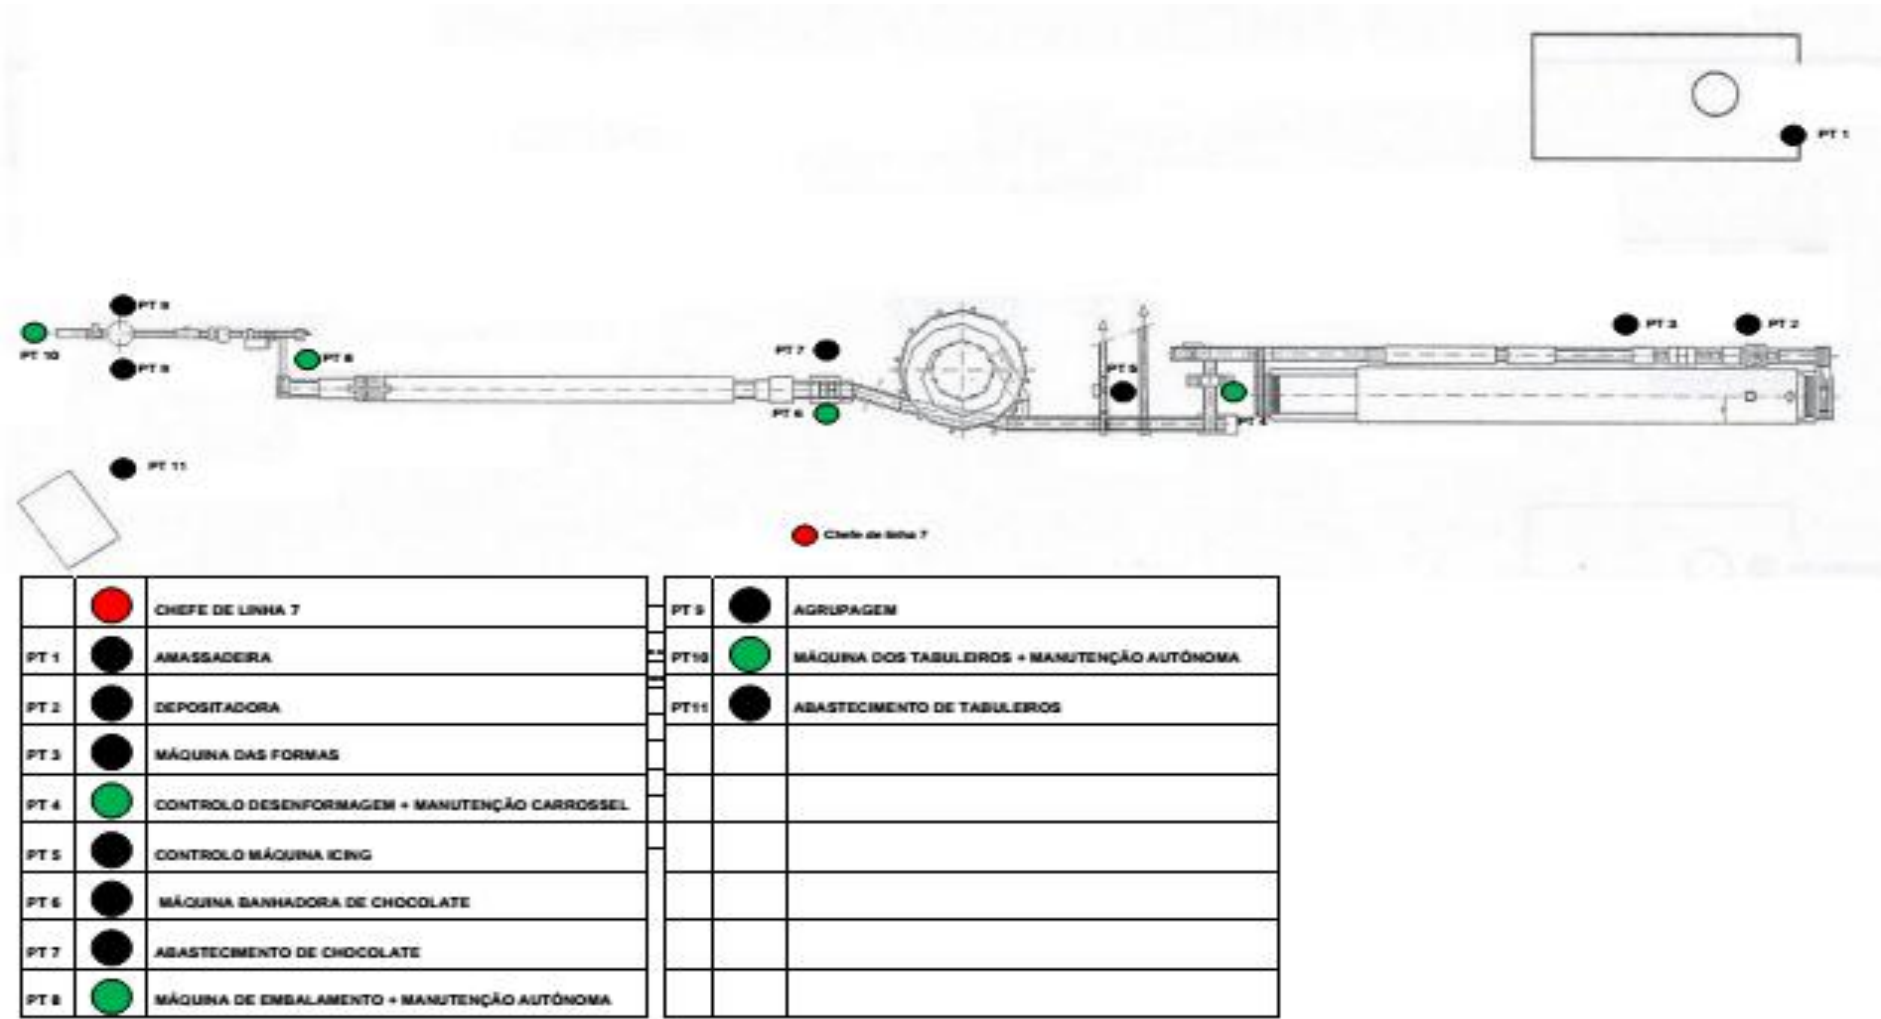 PT 1
PT 9
PT 3
PT 2
PT 7
PT 10
PT 8
PT 9
PT 5
PT 6
PT 4
PT 11
Chefe de linha 7
CHEFE DE LINHA 7
PT 1 AMASSADEIRA
PT 2 DEPOSITADORA
PT 3 MÁQUINA DAS FORMAS
PT 4 CONTROLO DESENFORMAGEM + MANUTENÇÃO CARROSSEL
PT 5 CONTROLO MÁQUINA ICING
PT 6 MÁQUINA BANHADORA DE CHOCOLATE
PT 7 ABASTECIMENTO DE CHOCOLATE
PT 8 MÁQUINA DE EMBALAMENTO + MANUTENÇÃO AUTÓNOMA
PT 9 AGRUPAGEM
PT10 MÁQUINA DOS TABULEIROS + MANUTENÇÃO AUTÓNOMA
PT11 ABASTECIMENTO DE TABULEIROS